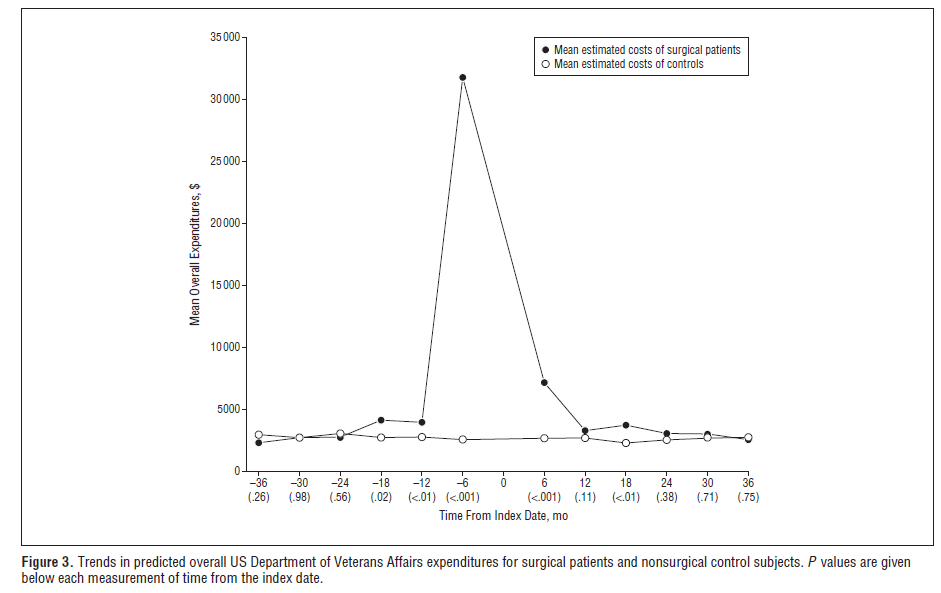 35 000
30 000
25 000
20 000
15 000
10 000
5000
0
Mean Overall Expenditures, $
Mean estimated costs of surgical patients
Mean estimated costs of controls
–36 –30 –24 –18 –12 –6 0 6 12 18 24 30 36
(.26) (.98) (.56) (.02) (<.01) (<.001) (<.001) (.11) (<.01) (.38) (.71) (.75)
Time From Index Date, mo
Figure 3. Trends in predicted overall US Department of Veterans Affairs expenditures for surgical patients and nonsurgical control subjects. P values are given
below each measurement of time from the index date.